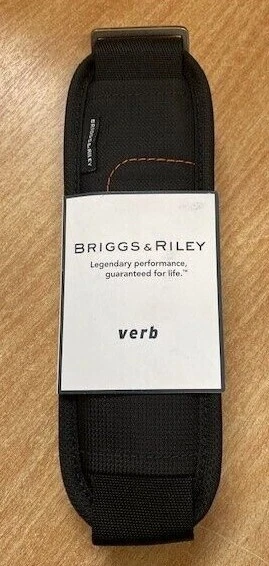 BRIGGS & RILEY
BRIGGS & RILEY
Legendary performance,
guaranteed for life.™
verb